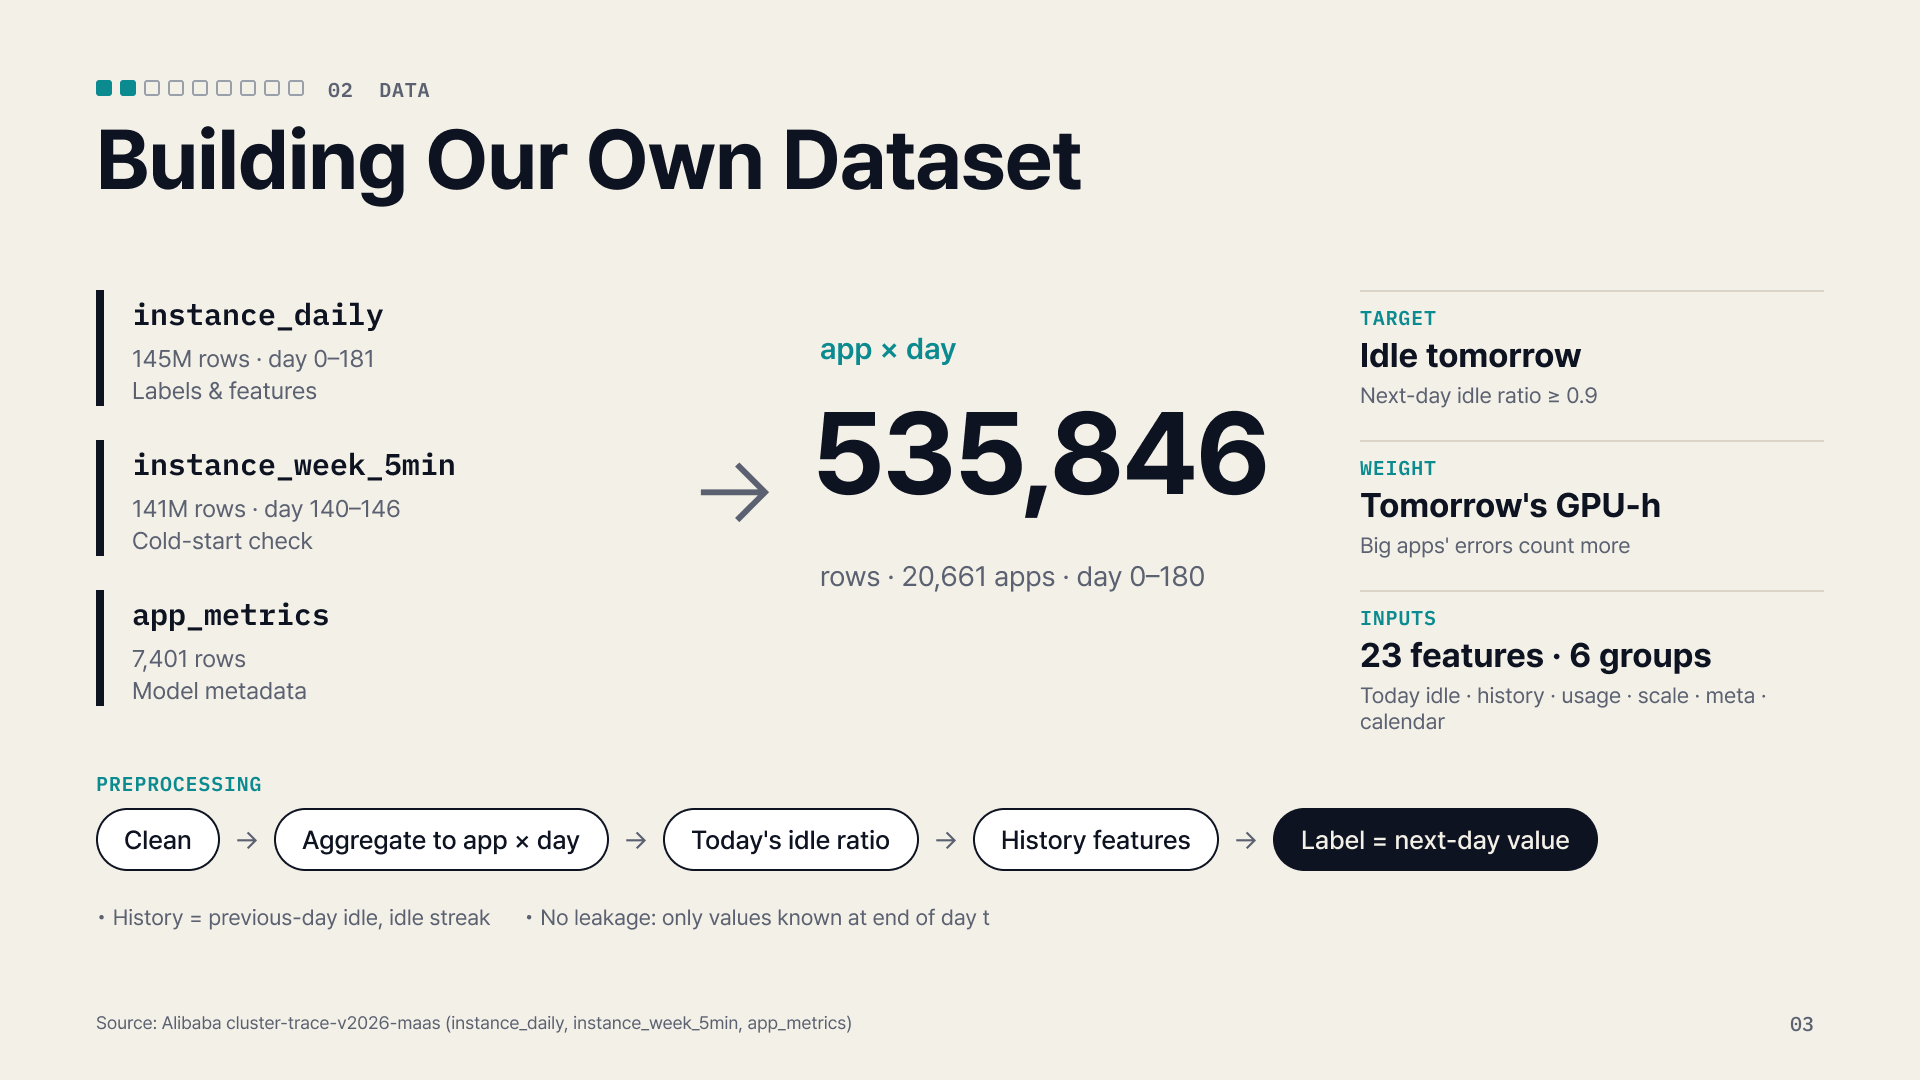 02 DATA
Building Our Own Dataset
instance_daily
145M rows · day 0–181
Labels & features
instance_week_5min
141M rows · day 140–146
Cold-start check
app_metrics
7,401 rows
Model metadata
→
app × day
535,846
rows · 20,661 apps · day 0–180
TARGET
Idle tomorrow
Next-day idle ratio ≥ 0.9
WEIGHT
Tomorrow's GPU-h
Big apps' errors count more
INPUTS
23 features · 6 groups
Today idle · history · usage · scale · meta ·
calendar
PREPROCESSING
Clean → Aggregate to app × day → Today's idle ratio → History features → Label = next-day value
· History = previous-day idle, idle streak · No leakage: only values known at end of day t
Source: Alibaba cluster-trace-v2026-maas (instance_daily, instance_week_5min, app_metrics)
03